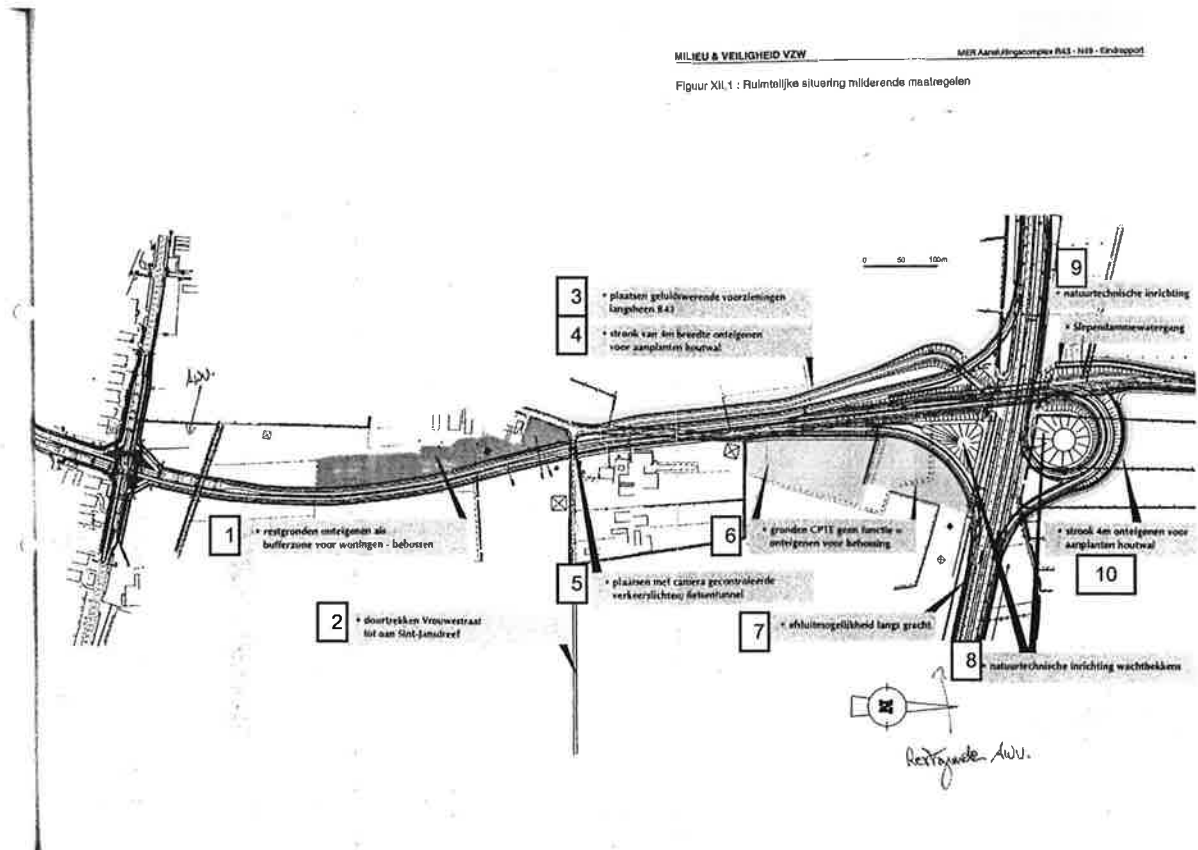 MILIEU & VEILIGHEID VZW
MER Aansluitingscomplex R43 - N49 - Eindrapport
Figuur XII.1 : Ruimtelijke situering milderende maatregelen
0 50 100m
9
• natuurtechnische inrichting
• Slependammewatergang
3
• plaatsen geluidswerende voorzieningen
langsheen R43
4
• strook van 4m breedte onteigenen
voor aanplanten houtwal
AWV.
1
• restgronden onteigenen als
bufferzone voor woningen - bebossen
6
• gronden CPTE geen functie =
onteigenen voor bebossing
• strook 4m onteigenen voor
aanplanten houtwal
10
5
• plaatsen met camera gecontroleerde
verkeerslichten/ fietsentunnel
2
• doortrekken Vrouwestraat
tot aan Sint-Jansdreef
7
• afsluitmogelijkheid langs gracht
8
• natuurtechnische inrichting wachtbekkens
N
AWV.